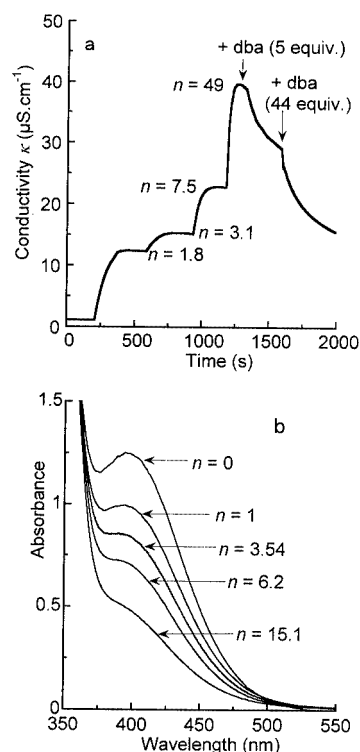 a
+ dba (5 equiv.)
+ dba
(44 equiv.)
n = 49
n = 7.5
n = 3.1
n = 1.8
Conductivity κ (µS.cm⁻¹)
50
40
30
20
10
0
0 500 1000 1500 2000
Time (s)
b
n = 0
n = 1
n = 3.54
n = 6.2
n = 15.1
Absorbance
1.5
1
0.5
0
350 400 450 500 550
Wavelength (nm)